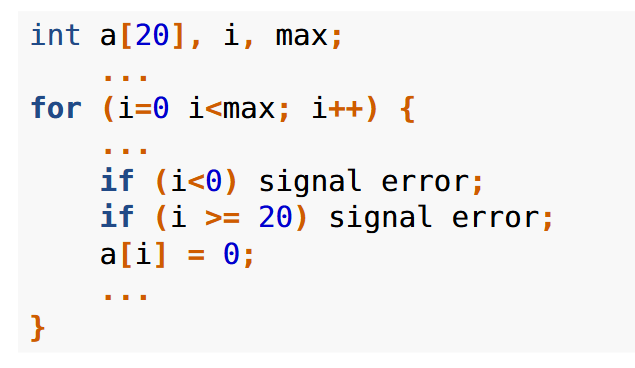 int a[20], i, max;
...
for (i=0 i<max; i++) {
...
if (i<0) signal error;
if (i >= 20) signal error;
a[i] = 0;
...
}